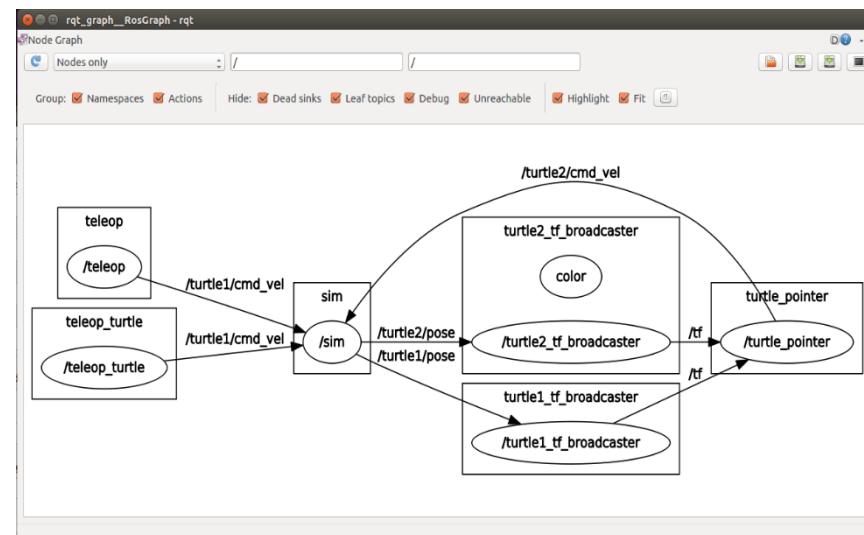 rqt_graph__RosGraph - rqt
Node Graph
D
Nodes only
/
/
Group: Namespaces Actions Hide: Dead sinks Leaf topics Debug Unreachable Highlight Fit
/turtle2/cmd_vel
teleop
/teleop
turtle2_tf_broadcaster
color
/turtle1/cmd_vel
sim
turtle_pointer
teleop_turtle
/turtle1/cmd_vel
/sim
/turtle2/pose
/turtle2_tf_broadcaster
/tf
/turtle_pointer
/turtle1/pose
/teleop_turtle
/tf
turtle1_tf_broadcaster
/turtle1_tf_broadcaster